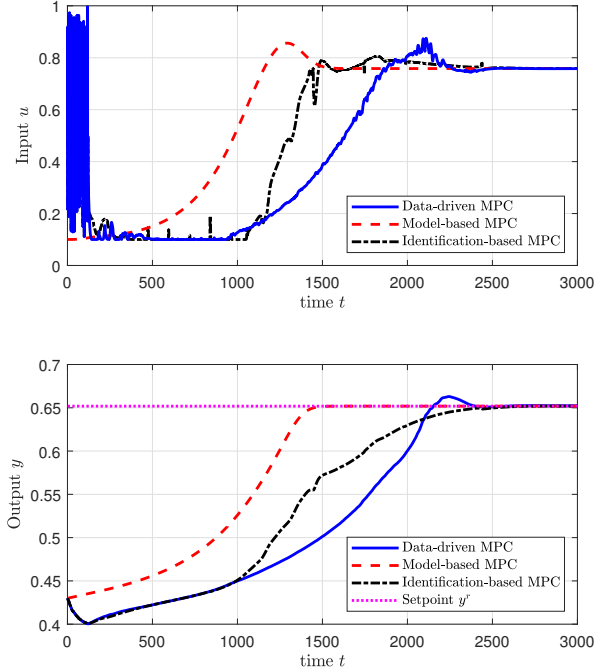 1
0.8
0.6
0.4
0.2
0
Input u
0 500 1000 1500 2000 2500 3000
time t
Data-driven MPC
Model-based MPC
Identification-based MPC
0.7
0.65
0.6
0.55
0.5
0.45
0.4
Output y
0 500 1000 1500 2000 2500 3000
time t
Data-driven MPC
Model-based MPC
Identification-based MPC
Setpoint y^r